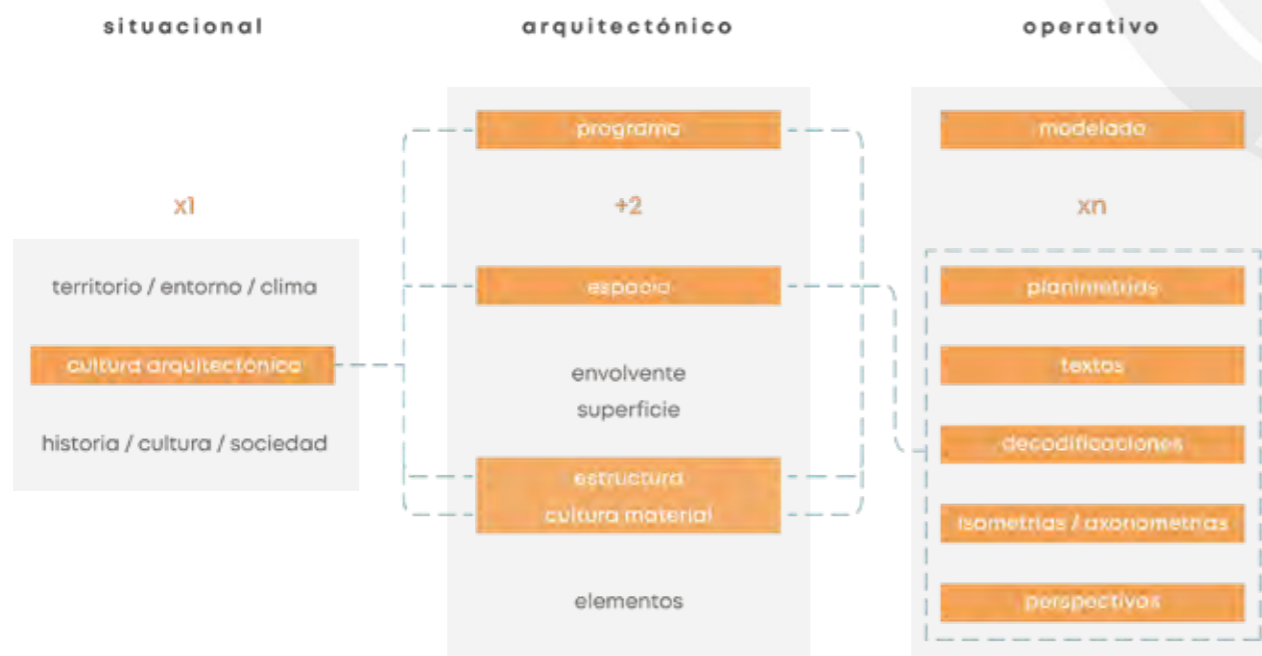 situacional
arquitectónico
operativo
x1
territorio / entorno / clima
cultura arquitectónica
historia / cultura / sociedad
programa
+2
espacio
envolvente
superficie
estructura
cultura material
elementos
modelado
xn
planimetrías
textos
decodificaciones
isometrías / axonometrías
perspectivas